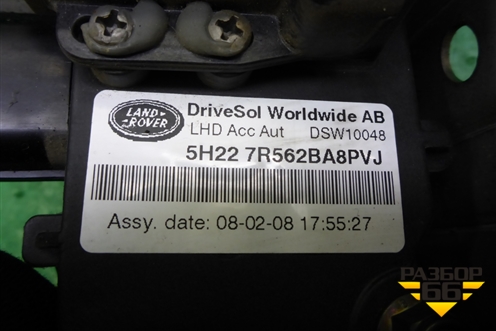 LAND
ROVER
DriveSol Worldwide AB
LHD Acc Aut DSW10048
5H22 7R562BA8PVJ
Assy. date: 08-02-08 17:55:27
РАЗБОР
66